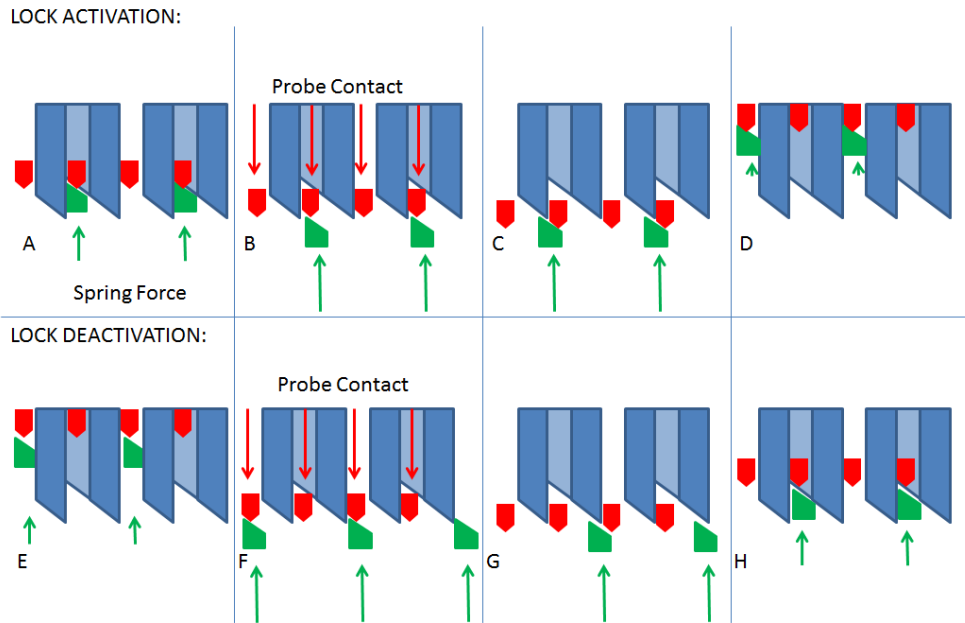 LOCK ACTIVATION:
Probe Contact
A
B
C
D
Spring Force
LOCK DEACTIVATION:
Probe Contact
E
F
G
H